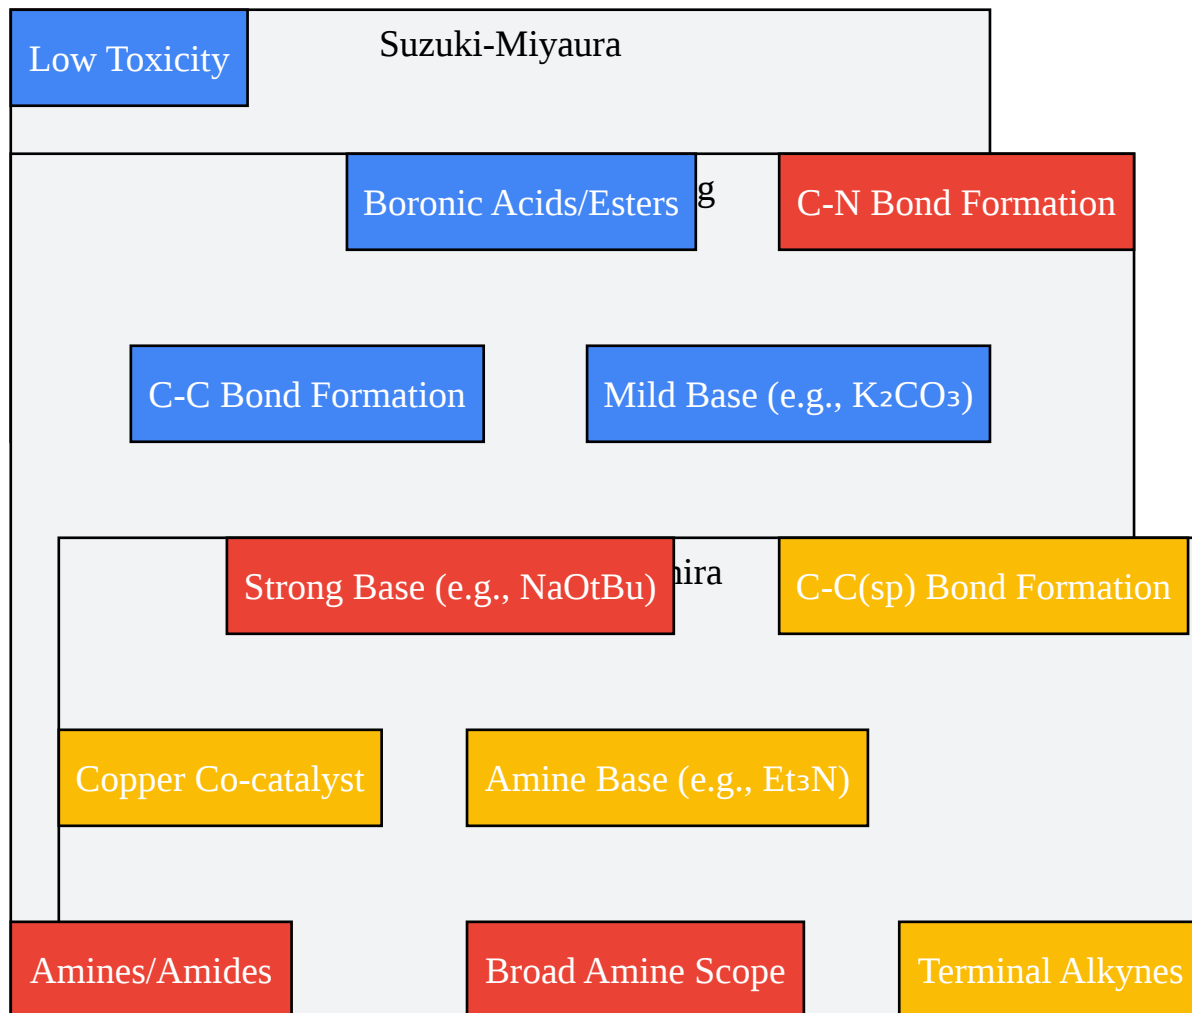 Low Toxicity
Suzuki-Miyaura
Boronic Acids/Esters
g
C-N Bond Formation
C-C Bond Formation
Mild Base (e.g., K₂CO₃)
Strong Base (e.g., NaOtBu)
ira
C-C(sp) Bond Formation
Copper Co-catalyst
Amine Base (e.g., Et₃N)
Amines/Amides
Broad Amine Scope
Terminal Alkynes